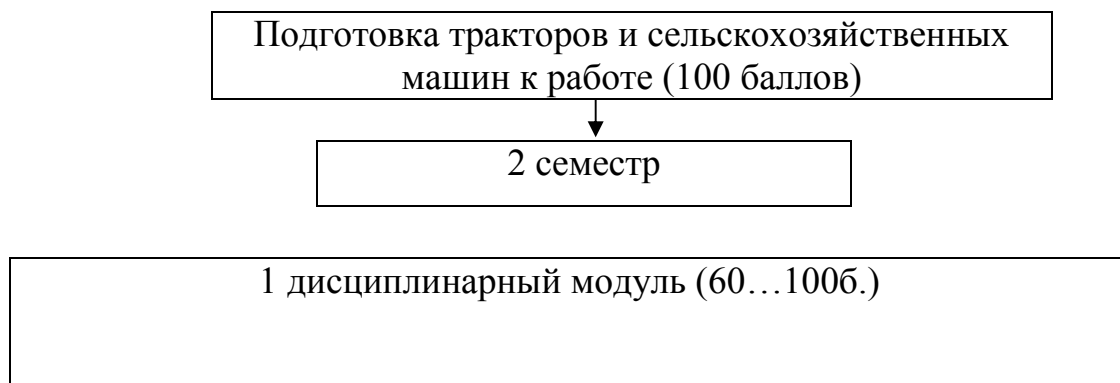 Подготовка тракторов и сельскохозяйственных
машин к работе (100 баллов)
2 семестр
1 дисциплинарный модуль (60…100б.)